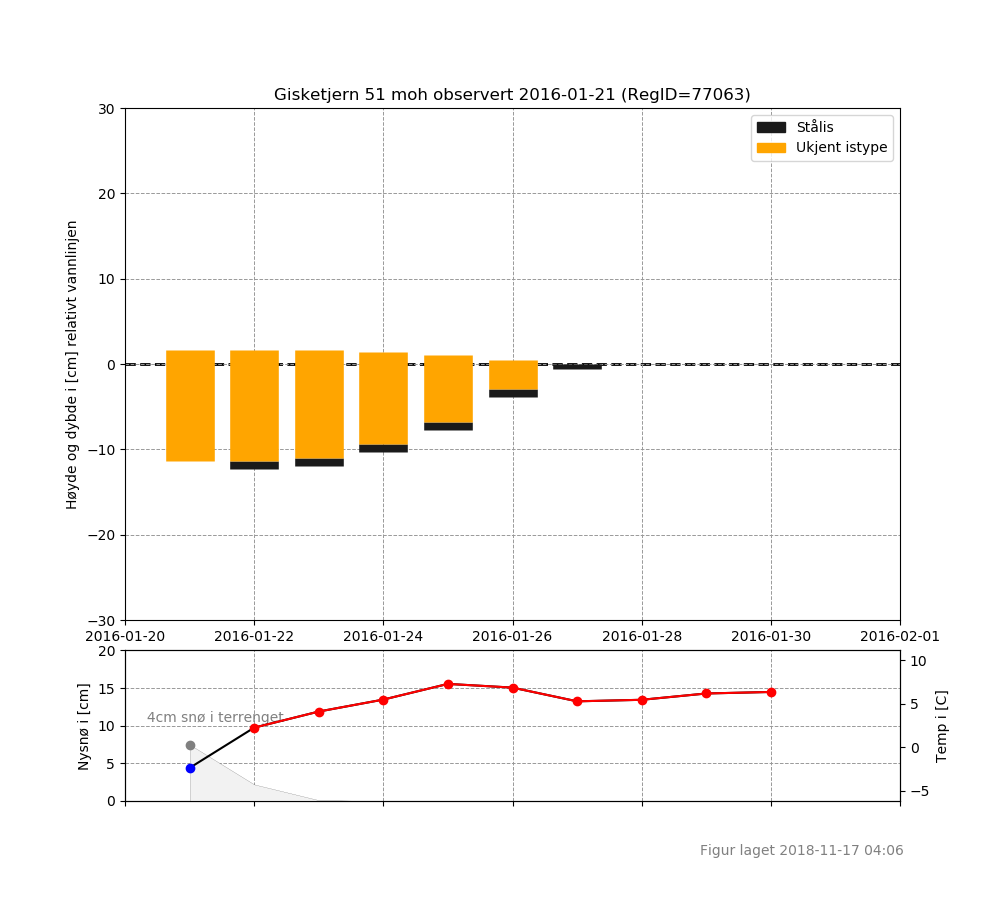 Gisketjern 51 moh observert 2016-01-21 (RegID=77063)
Høyde og dybde i [cm] relativt vannlinjen
30
20
10
0
−10
−20
−30
Stålis
Ukjent istype
2016-01-20 2016-01-22 2016-01-24 2016-01-26 2016-01-28 2016-01-30 2016-02-01
Nysnø i [cm]
20
15
10
5
0
4cm snø i terrenget
10
5
0
−5
Temp i [C]
Figur laget 2018-11-17 04:06